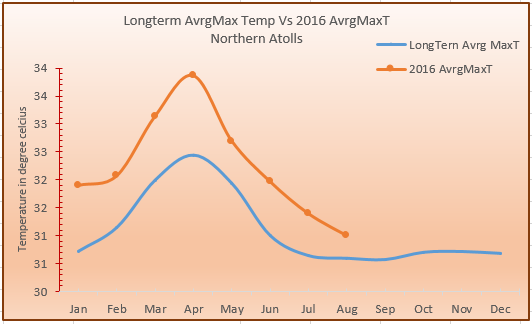 Longterm AvrgMax Temp Vs 2016 AvrgMaxT
Northern Atolls
LongTern Avrg MaxT
2016 AvrgMaxT
Temperature in degree celcius
34
34
33
33
32
32
31
31
30
Jan Feb Mar Apr May Jun Jul Aug Sep Oct Nov Dec